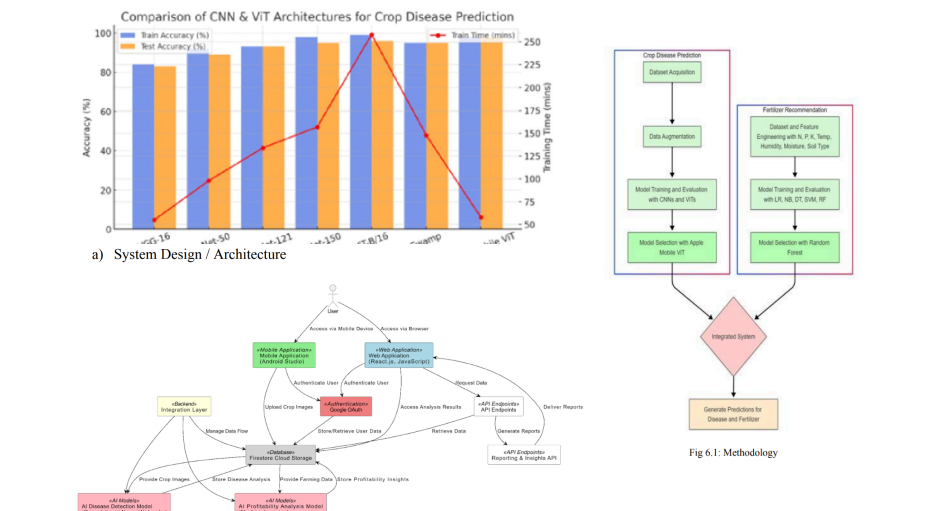 Comparison of CNN & ViT Architectures for Crop Disease Prediction
Train Accuracy (%)
Test Accuracy (%)
Train Time (mins)
Accuracy (%)
100
80
60
40
20
0
Training Time (mins)
250
225
200
175
150
125
100
75
50
GG-16
Net-50
et-121
et-150
T-B/16
wamp
ile ViT
a) System Design / Architecture
User
Access via Mobile Device
Access via Browser
«Mobile Application»
Mobile Application
(Android Studio)
«Web Application»
Web Application
(React.js, JavaScript)
Authenticate User
Authenticate User
Request Data
Upload Crop Images
«Authentication»
Google OAuth
Access Analysis Results
«API Endpoints»
API Endpoints
Deliver Reports
«Backend»
Integration Layer
Manage Data Flow
Store/Retrieve User Data
Retrieve Data
Generate Reports
«Database»
Firestore Cloud Storage
«API Endpoints»
Reporting & Insights API
Provide Crop Images
Store Disease Analysis
Provide Farming Data
Store Profitability Insights
«AI Models»
AI Disease Detection Model
«AI Models»
AI Profitability Analysis Model
Crop Disease Prediction
Dataset Acquisition
Data Augmentation
Model Training and Evaluation
with CNNs and ViTs
Model Selection with Apple
Mobile ViT
Fertilizer Recommendation
Dataset and Feature
Engineering with N, P, K, Temp,
Humidity, Moisture, Soil Type
Model Training and Evaluation
with LR, NB, DT, SVM, RF
Model Selection with Random
Forest
Integrated System
Generate Predictions for
Disease and Fertilizer
Fig 6.1: Methodology